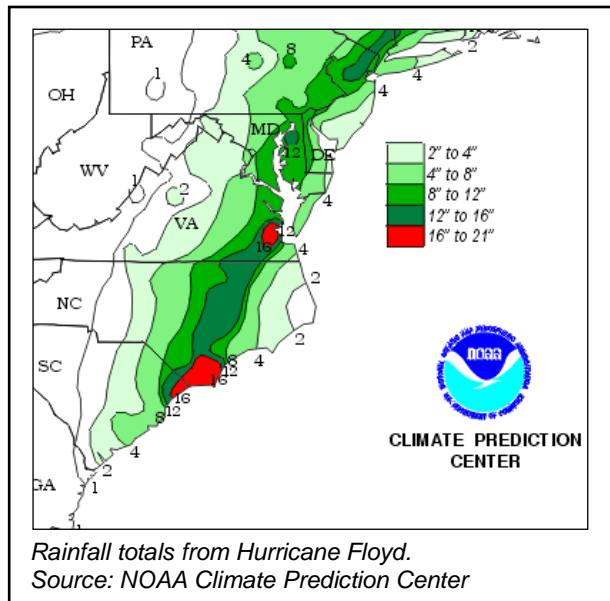 PA
1
4
8
2
4
4
OH
MD
12
DE
WV
1
2
VA
4
12
16
4
2
2" to 4"
4" to 8"
8" to 12"
12" to 16"
16" to 21"
NC
2
SC
8
12
16
4
16
12
8
4
2
1
GA
1
noaa
CLIMATE PREDICTION
CENTER
Rainfall totals from Hurricane Floyd.
Source: NOAA Climate Prediction Center